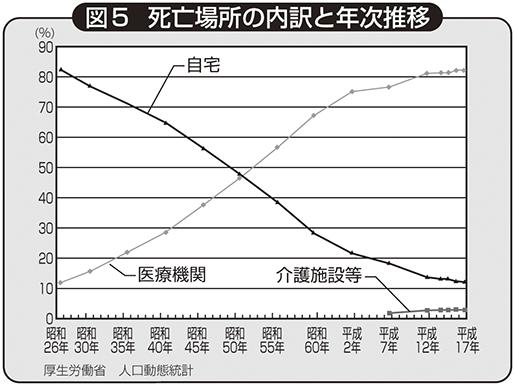 図5 死亡場所の内訳と年次推移
(%)
90
80
70
60
50
40
30
20
10
0
自宅
医療機関
介護施設等
昭和 昭和 昭和 昭和 昭和 昭和 昭和 昭和 平成 平成 平成 平成
26年 30年 35年 40年 45年 50年 55年 60年 2年 7年 12年 17年
厚生労働省 人口動態統計